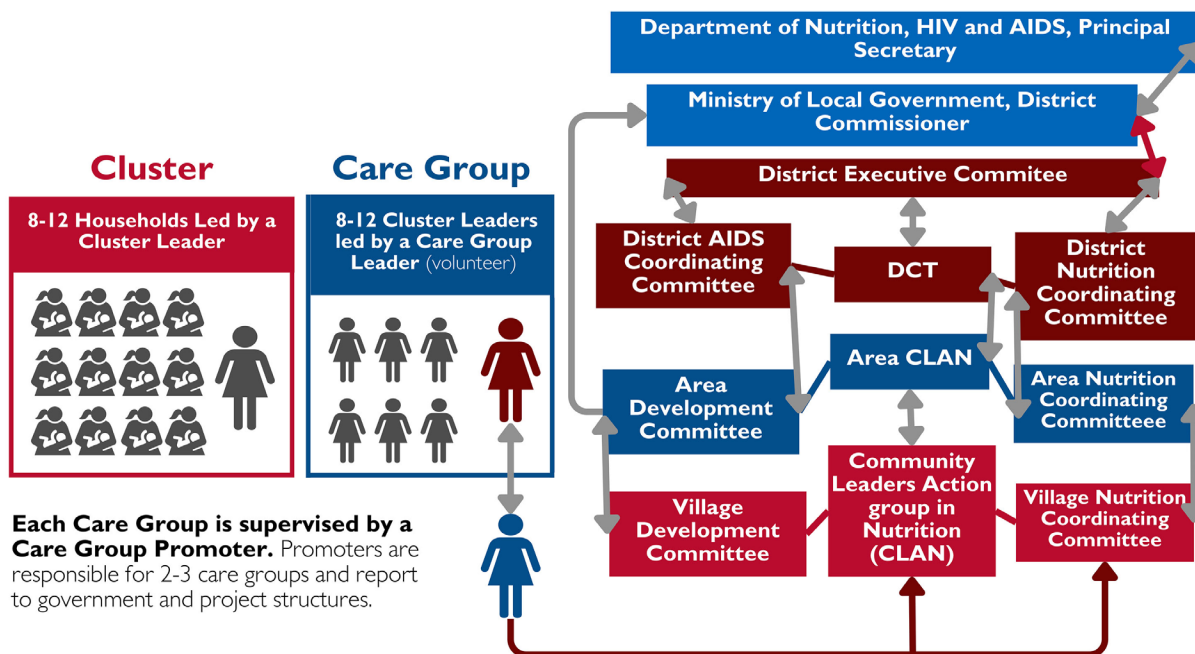 Cluster
8-12 Households Led by a
Cluster Leader
Care Group
8-12 Cluster Leaders
led by a Care Group
Leader (volunteer)
Each Care Group is supervised by a
Care Group Promoter. Promoters are
responsible for 2-3 care groups and report
to government and project structures.
Department of Nutrition, HIV and AIDS, Principal
Secretary
Ministry of Local Government, District
Commissioner
District Executive Commitee
District AIDS
Coordinating
Committee
DCT
District
Nutrition
Coordinating
Committee
Area
Development
Committee
Area CLAN
Area Nutrition
Coordinating
Committeee
Village
Development
Committee
Community
Leaders Action
group in
Nutrition
(CLAN)
Village Nutrition
Coordinating
Committee